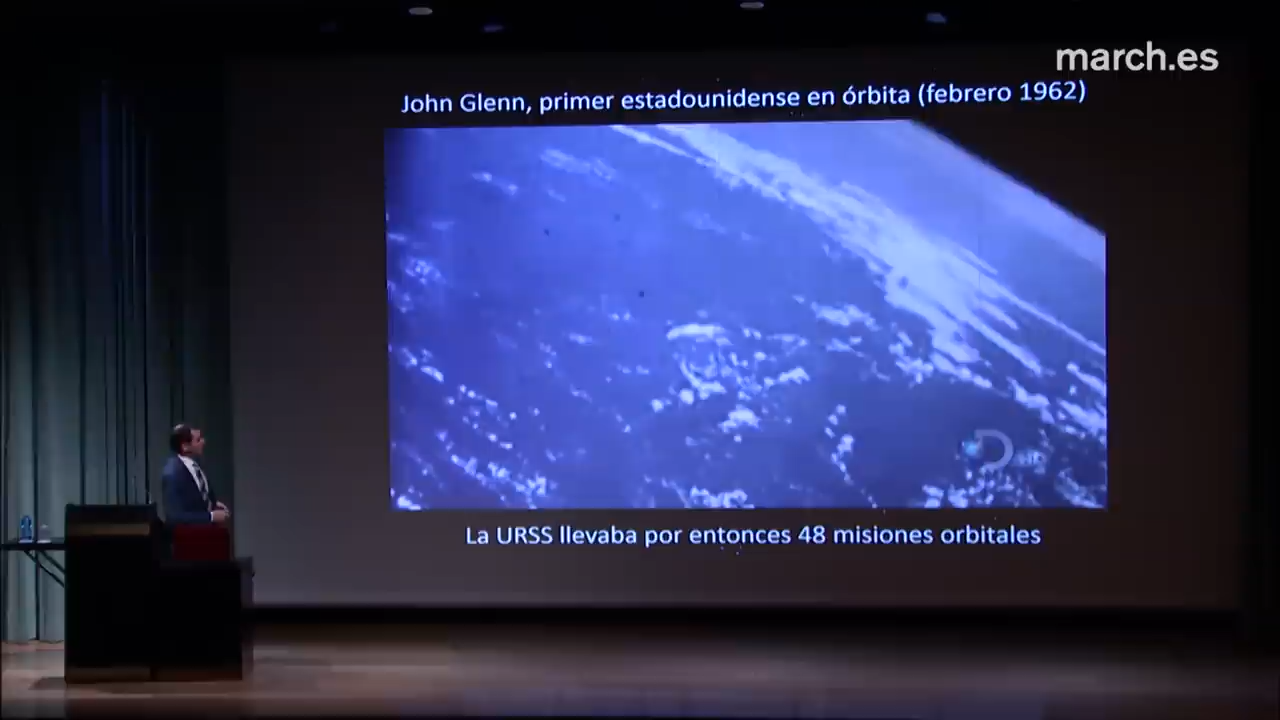 march.es
John Glenn, primer estadounidense en órbita (febrero 1962)
La URSS llevaba por entonces 48 misiones orbitales